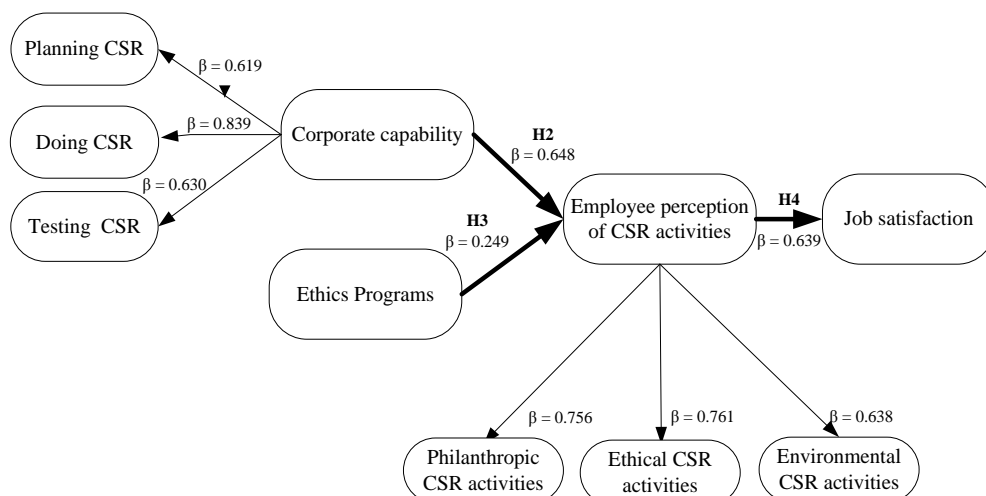 Planning CSR
β = 0.619
Doing CSR
β = 0.839
Testing CSR
β = 0.630
Corporate capability
H2
β = 0.648
H3
β = 0.249
Ethics Programs
Employee perception
of CSR activities
H4
β = 0.639
Job satisfaction
β = 0.756
β = 0.761
β = 0.638
Philanthropic
CSR activities
Ethical CSR
activities
Environmental
CSR activities